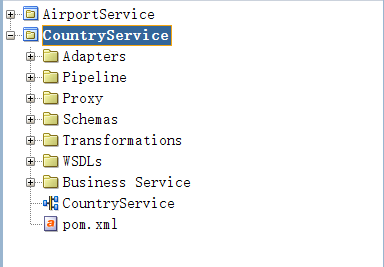 AirportService
CountryService
Adapters
Pipeline
Proxy
Schemas
Transformations
WSDLs
Business Service
CountryService
pom.xml